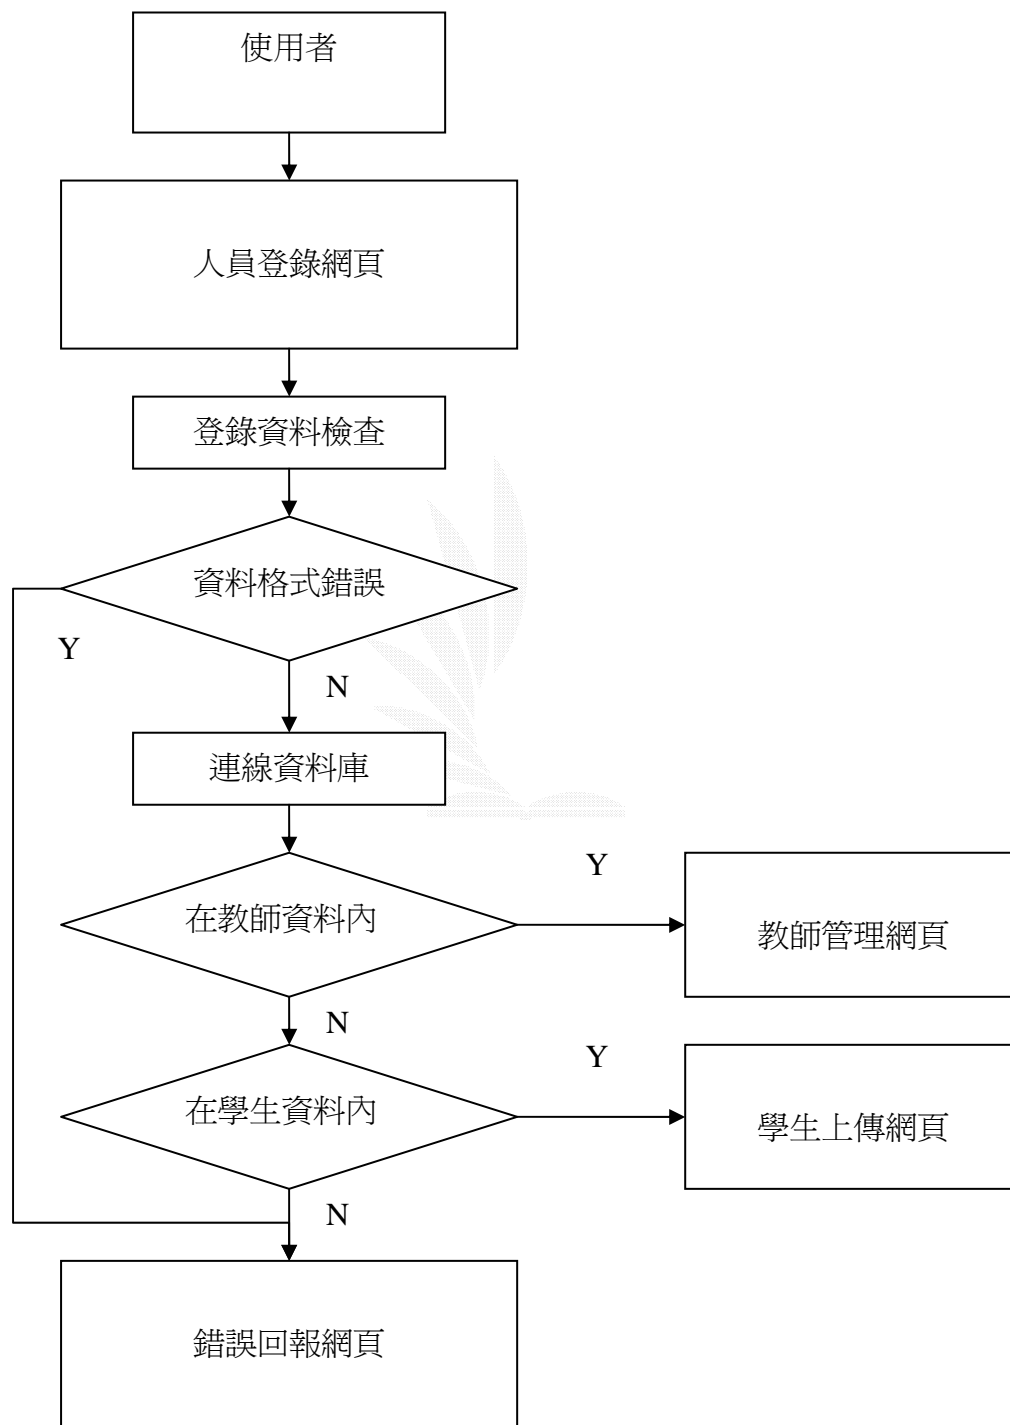 使用者
人員登錄網頁
登錄資料檢查
資料格式錯誤
Y
N
連線資料庫
在教師資料內
Y
教師管理網頁
N
在學生資料內
Y
學生上傳網頁
N
錯誤回報網頁